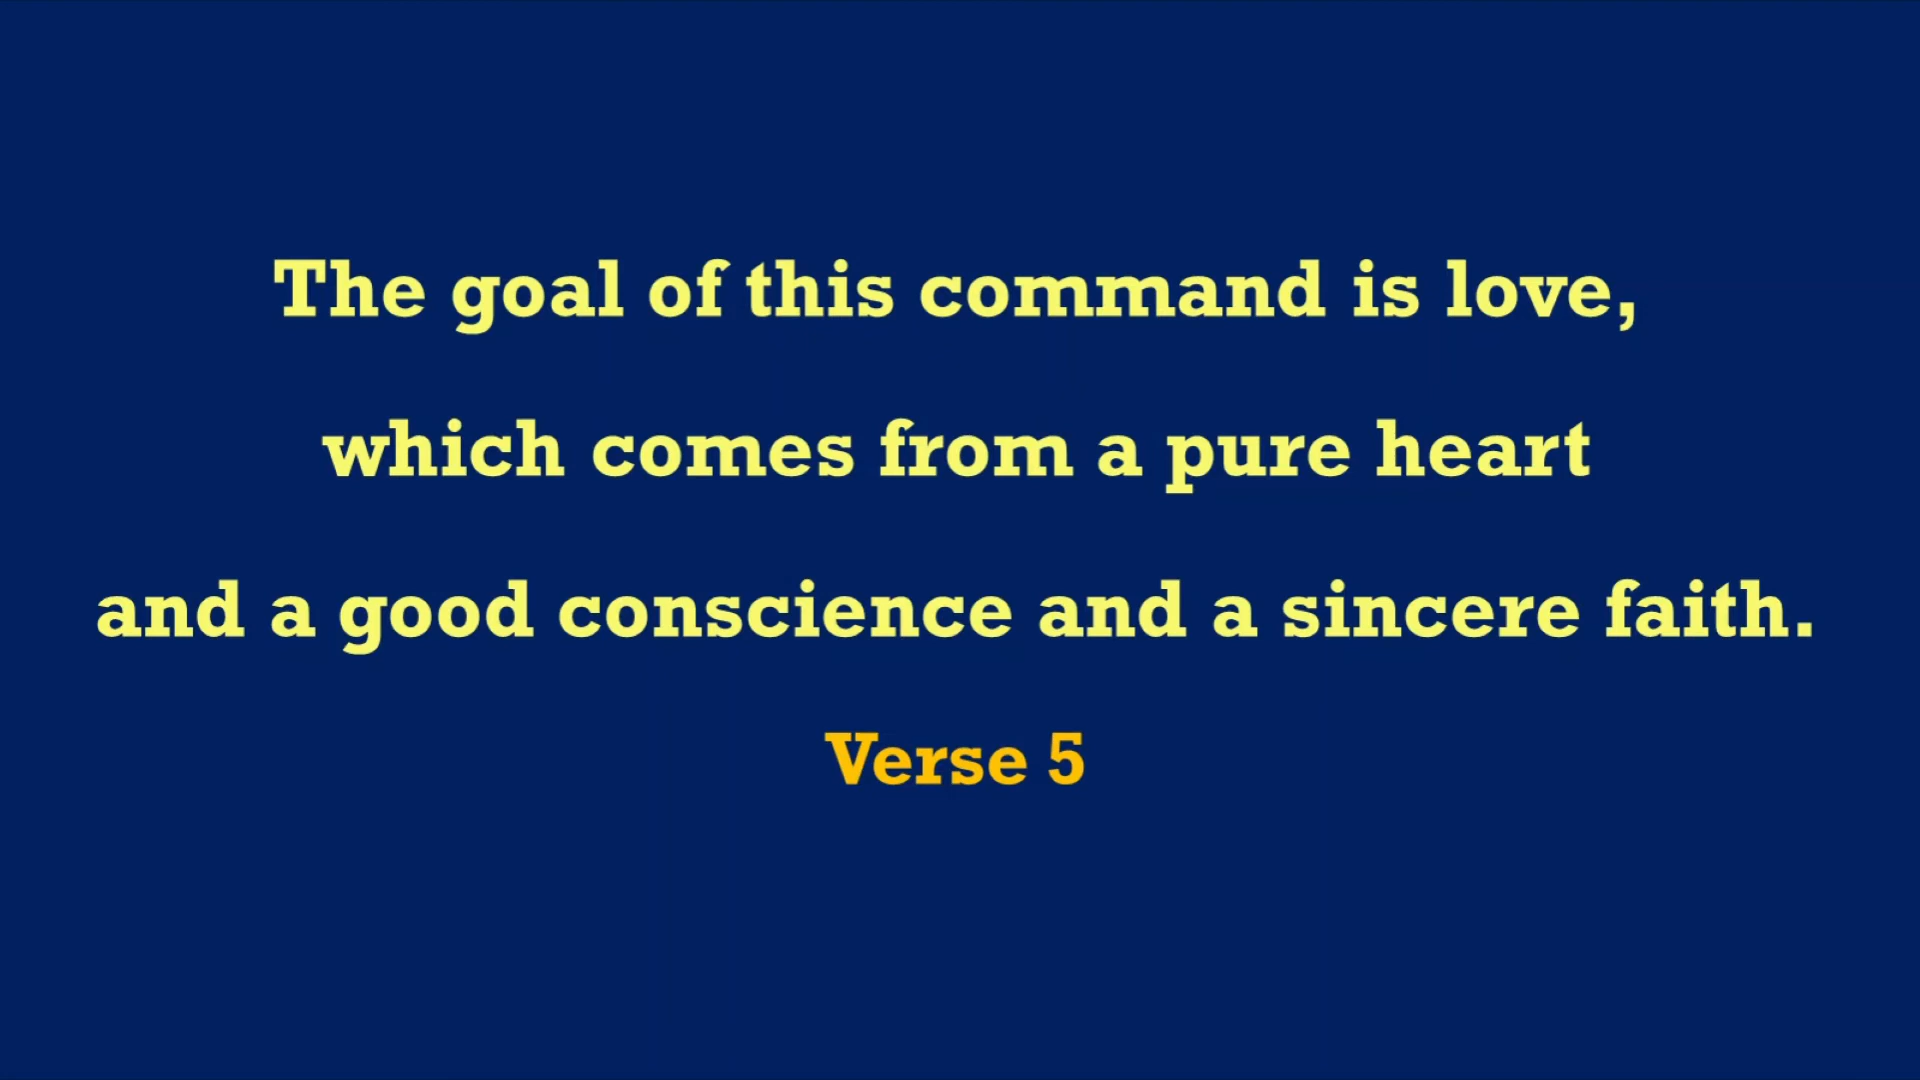 The goal of this command is love,
which comes from a pure heart
and a good conscience and a sincere faith.
Verse 5